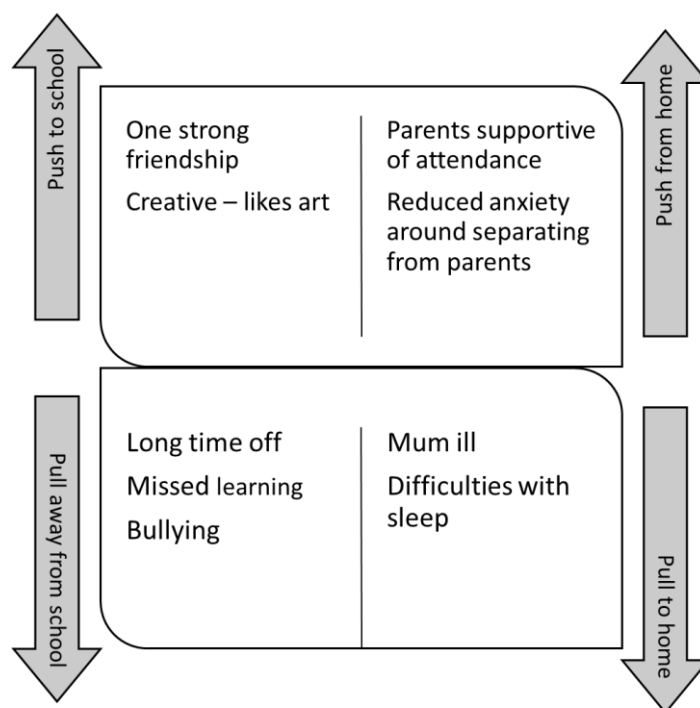 Push to school
One strong
friendship
Creative – likes art
Parents supportive
of attendance
Reduced anxiety
around separating
from parents
Push from home
Pull away from school
Long time off
Missed learning
Bullying
Mum ill
Difficulties with
sleep
Pull to home